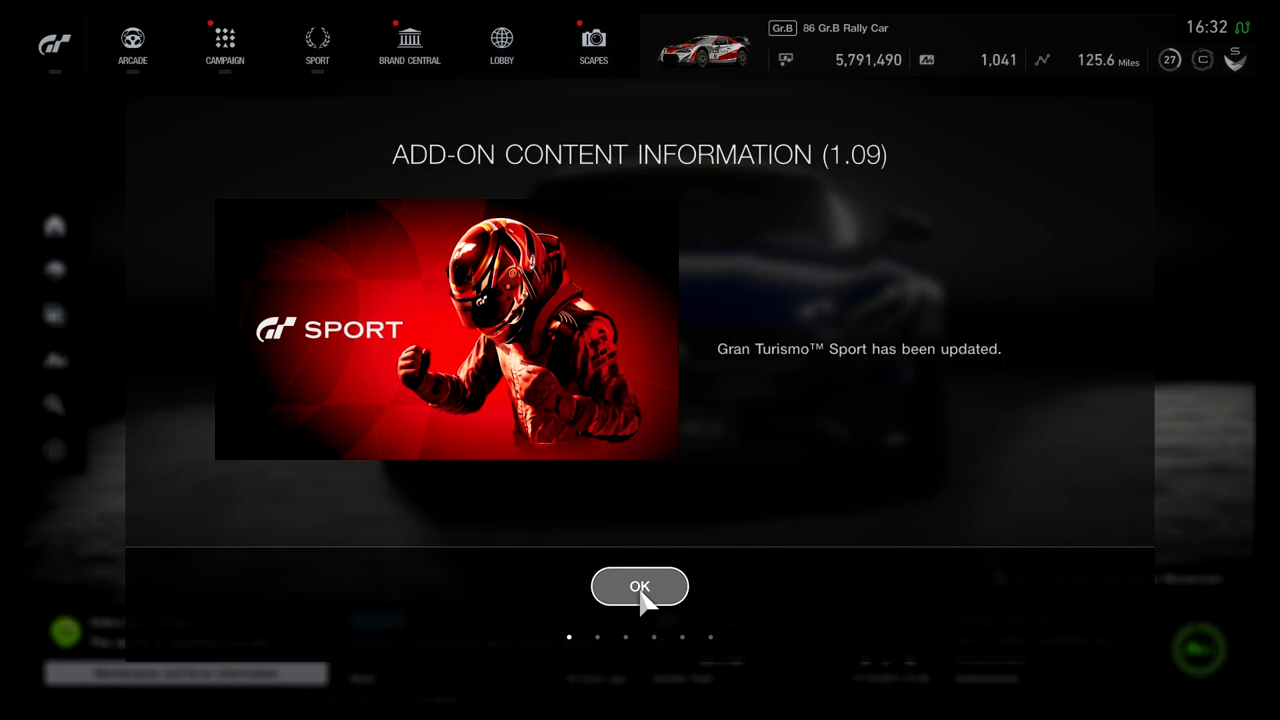 ARCADE
CAMPAIGN
SPORT
BRAND CENTRAL
LOBBY
SCAPES
Gr.B 86 Gr.B Rally Car
5,791,490
1,041
125.6 Miles
16:32
27
C
S
ADD-ON CONTENT INFORMATION (1.09)
GT SPORT
Gran Turismo™ Sport has been updated.
OK